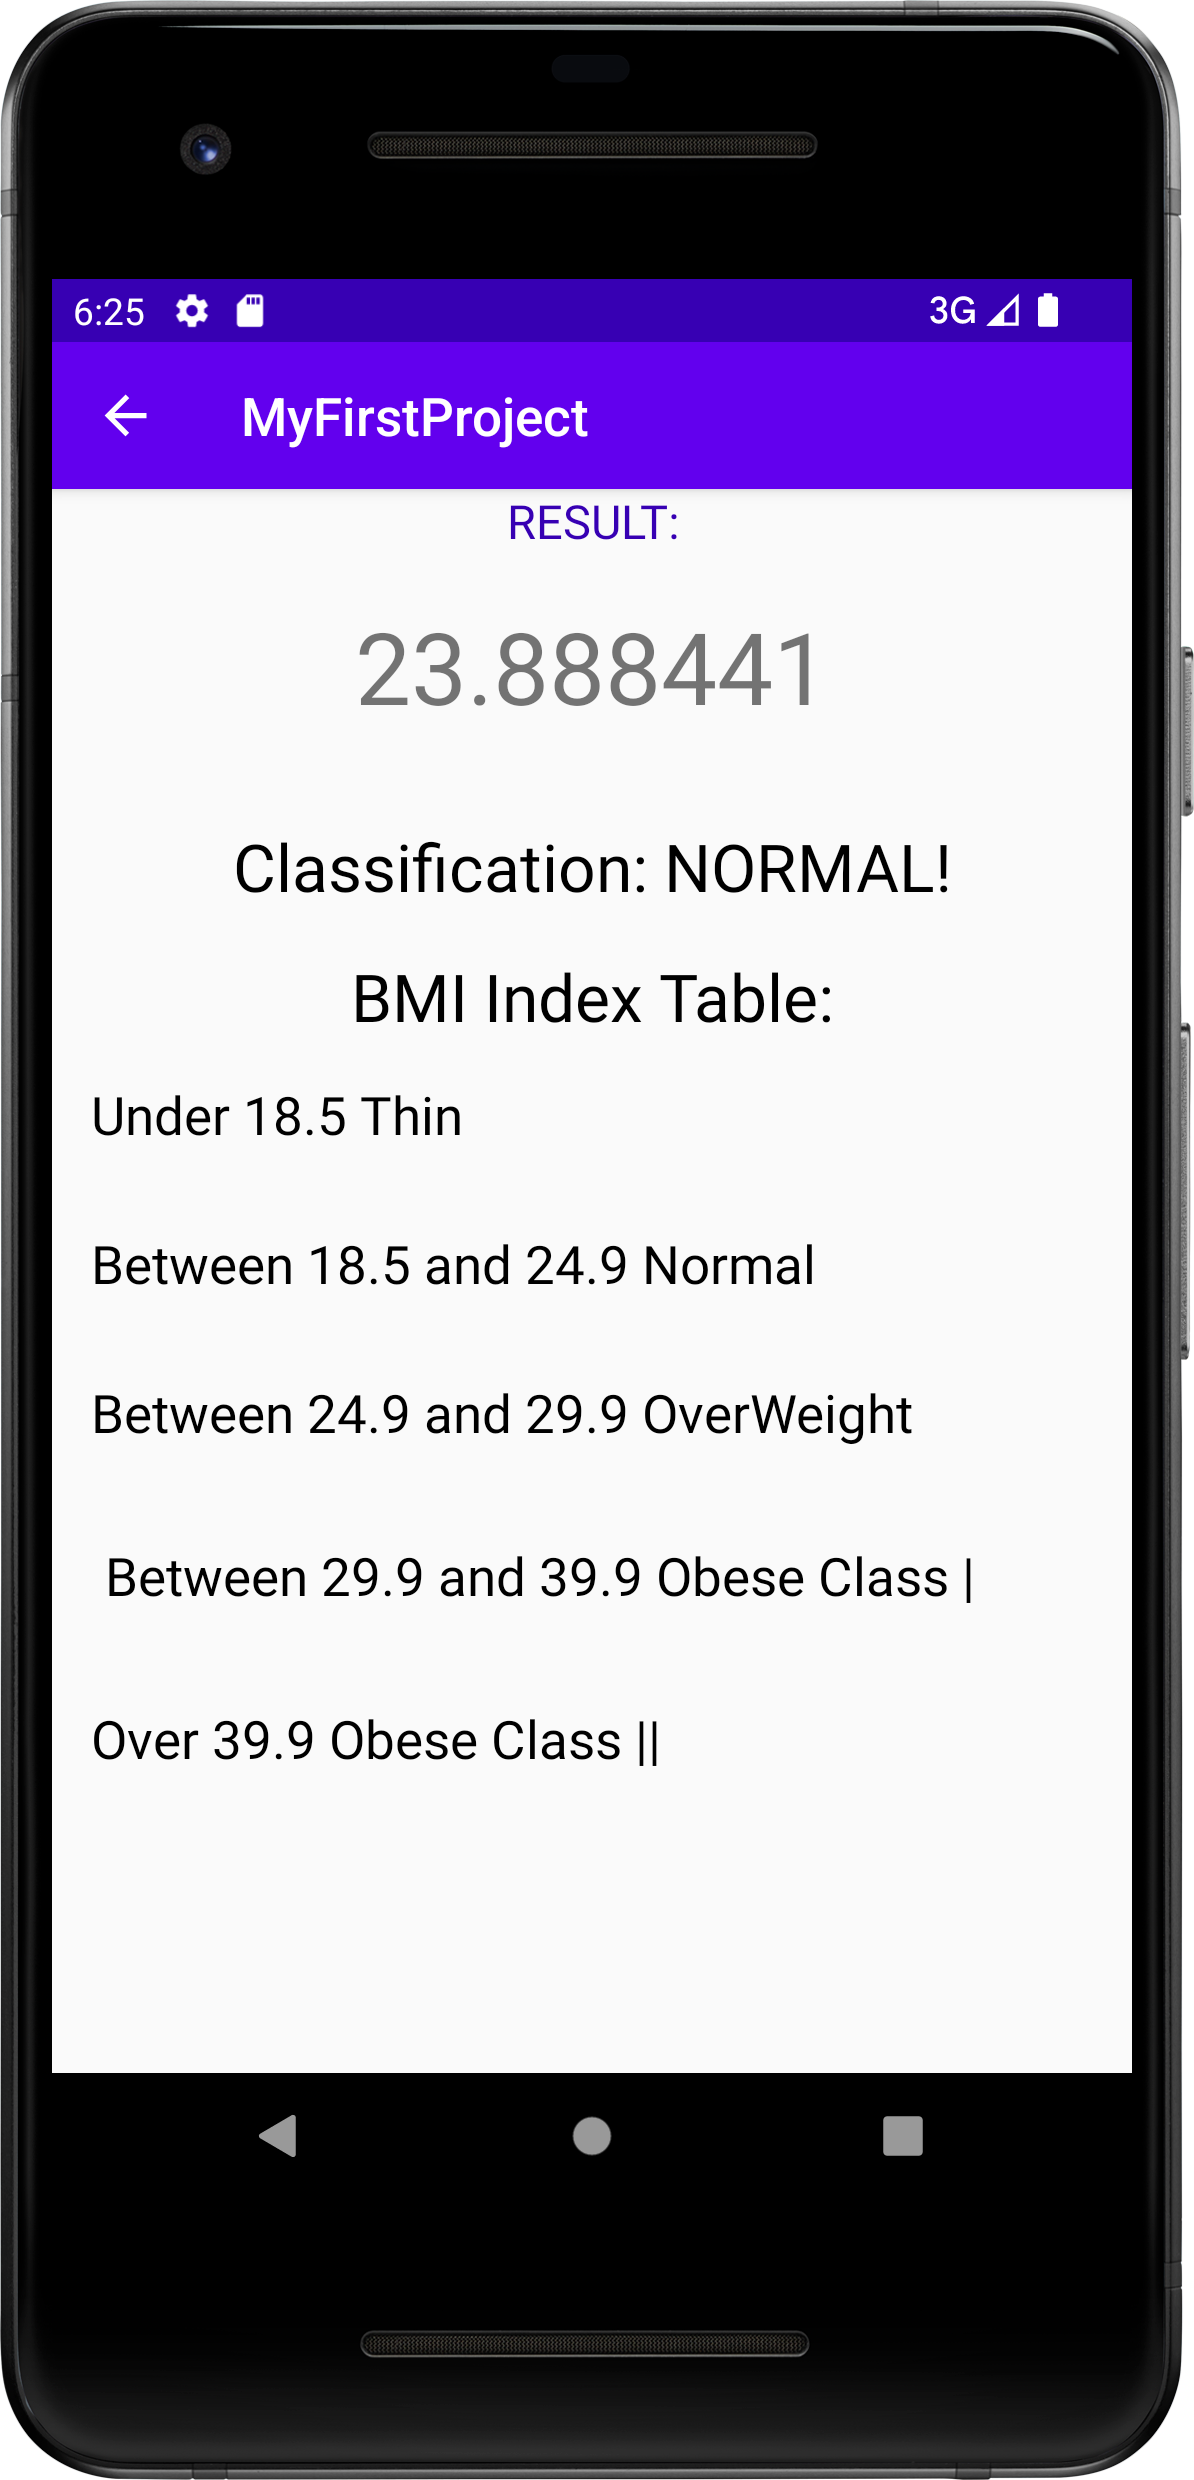 6:25 3G
MyFirstProject
RESULT:
23.888441
Classification: NORMAL!
BMI Index Table:
Under 18.5 Thin
Between 18.5 and 24.9 Normal
Between 24.9 and 29.9 OverWeight
Between 29.9 and 39.9 Obese Class |
Over 39.9 Obese Class ||